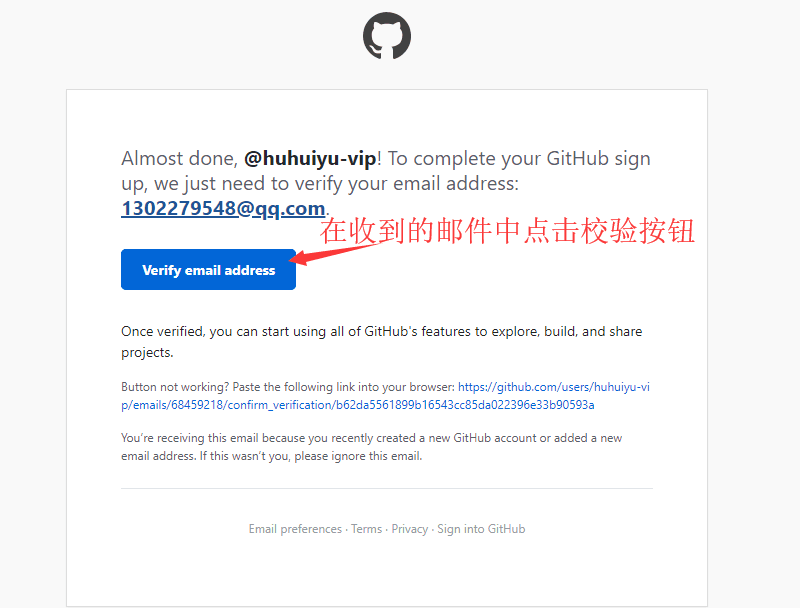 Almost done, @huhuiyu-vip! To complete your GitHub sign
up, we just need to verify your email address:
1302279548@qq.com.
在收到的邮件中点击校验按钮
Verify email address
Once verified, you can start using all of GitHub's features to explore, build, and share
projects.
Button not working? Paste the following link into your browser: https://github.com/users/huhuiyu-vi
p/emails/68459218/confirm_verification/b62da5561899b16543cc85da022396e33b90593a
You’re receiving this email because you recently created a new GitHub account or added a new
email address. If this wasn’t you, please ignore this email.
Email preferences · Terms · Privacy · Sign into GitHub